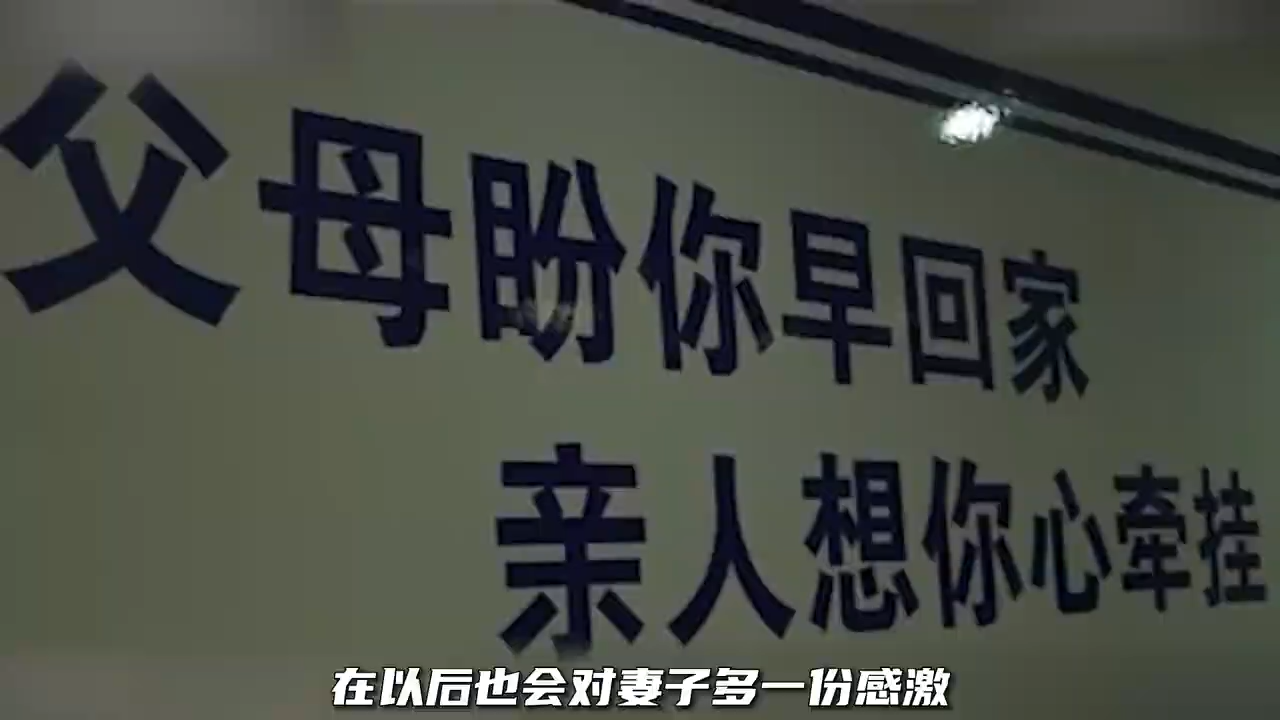 父母盼你早回家
亲人想你心牵挂
在以后也会对妻子多一份感激